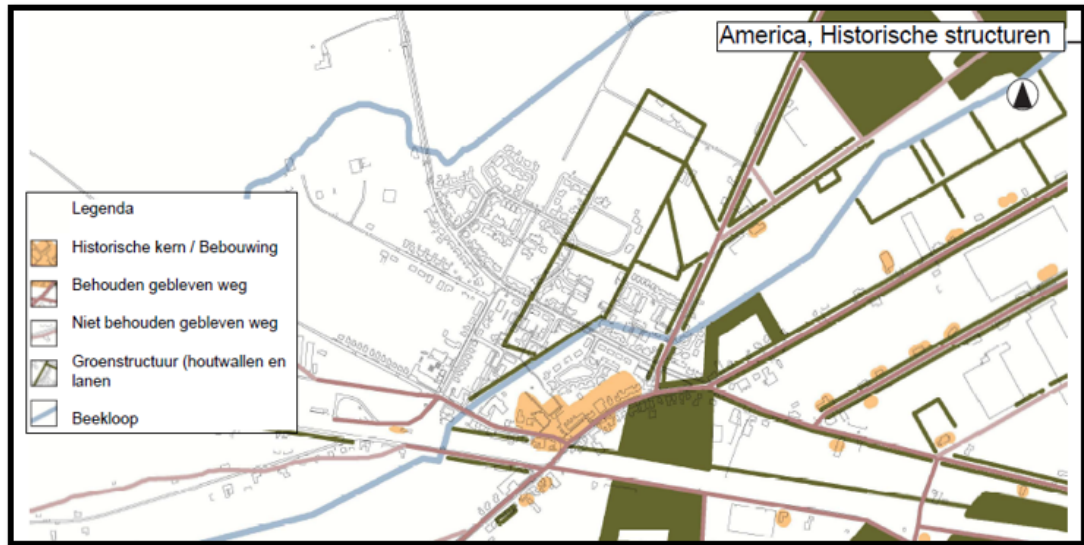 America, Historische structuren
Legenda
Historische kern / Bebouwing
Behouden gebleven weg
Niet behouden gebleven weg
Groenstructuur (houtwallen en
lanen
Beekloop